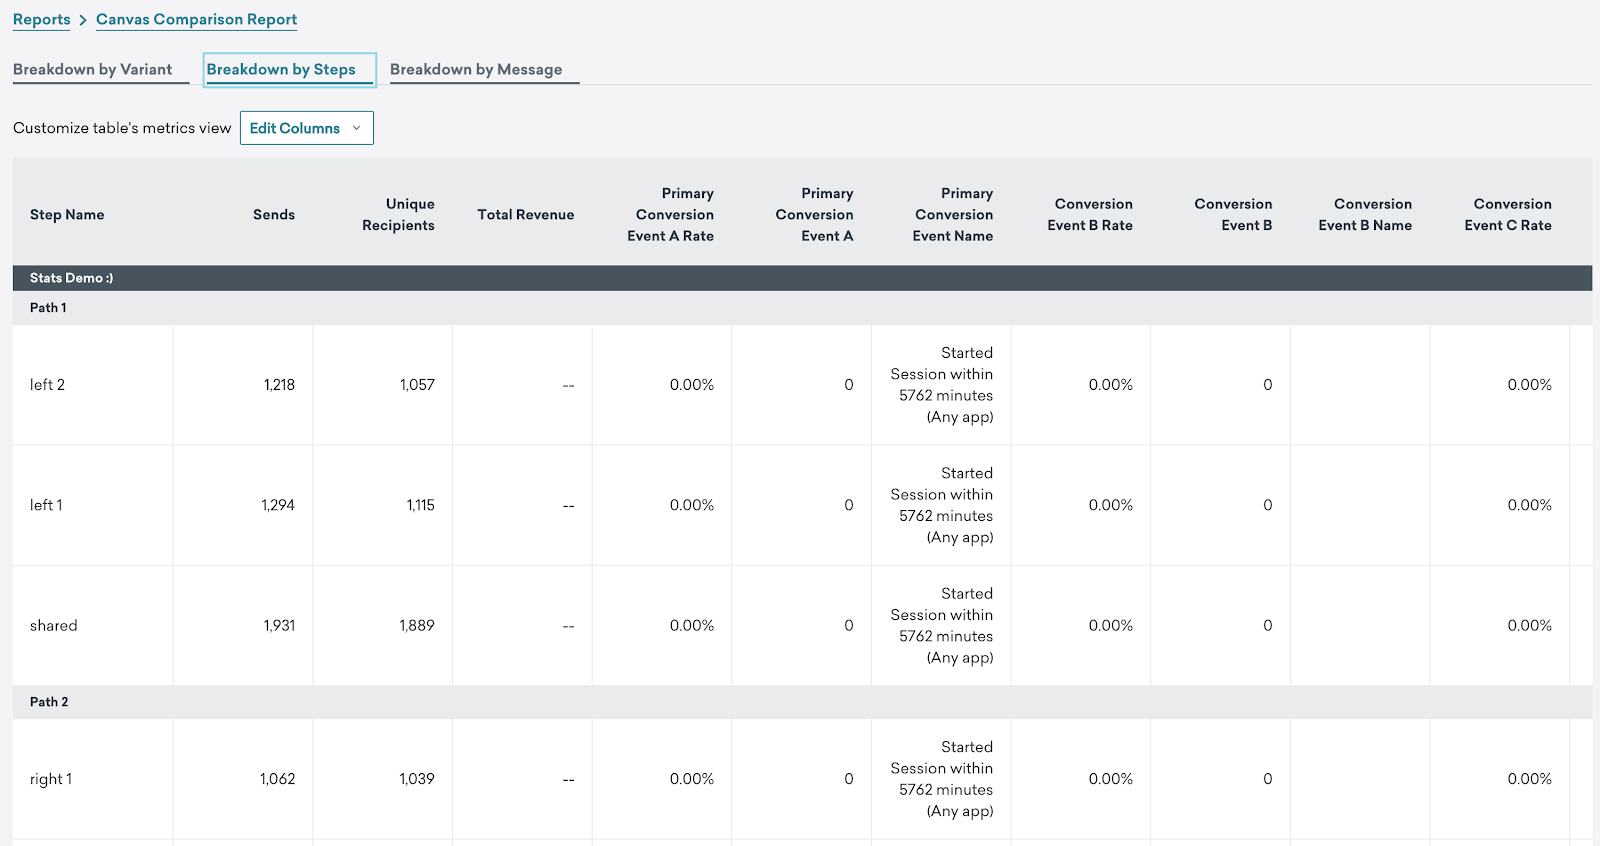 Reports > Canvas Comparison Report
Breakdown by Variant Breakdown by Steps Breakdown by Message
Customize table's metrics view Edit Columns
Step Name Sends Unique Recipients Total Revenue Primary Conversion Event A Rate Primary Conversion Event A Primary Conversion Event Name Conversion Event B Rate Conversion Event B Conversion Event B Name Conversion Event C Rate
Stats Demo :)
Path 1
left 2 1,218 1,057 -- 0.00% 0 Started Session within 5762 minutes (Any app) 0.00% 0 0.00%
left 1 1,294 1,115 -- 0.00% 0 Started Session within 5762 minutes (Any app) 0.00% 0 0.00%
shared 1,931 1,889 -- 0.00% 0 Started Session within 5762 minutes (Any app) 0.00% 0 0.00%
Path 2
right 1 1,062 1,039 -- 0.00% 0 Started Session within 5762 minutes (Any app) 0.00% 0 0.00%